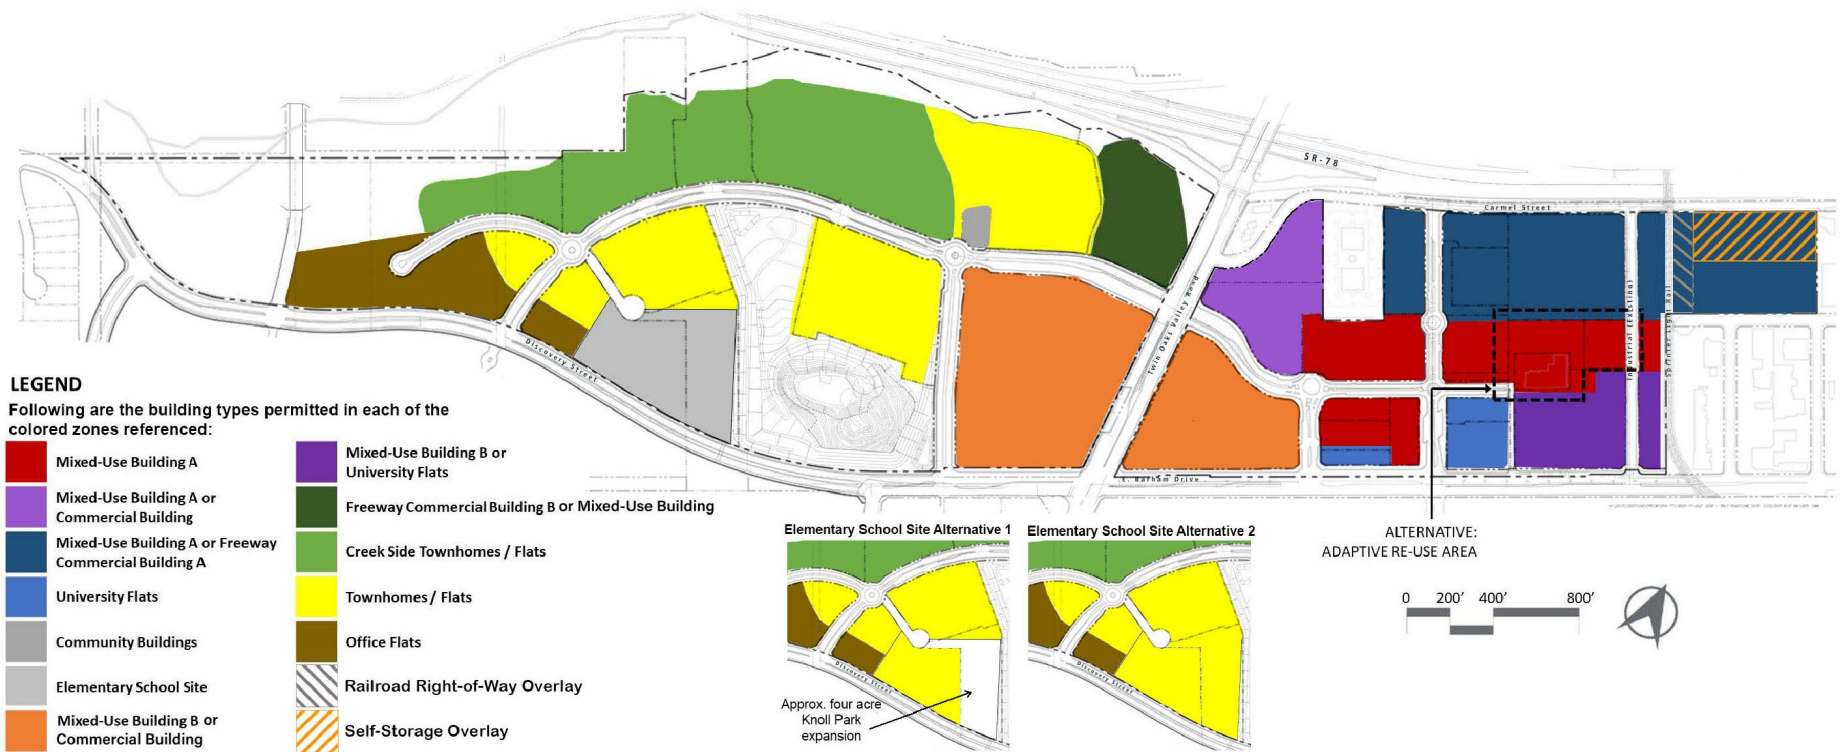 SR-78
Carmel Street
Twin Oaks Valley Road
Industrial (Existing)
Sprinter Light Rail
Discovery Street
E. Barham Drive
LEGEND
Following are the building types permitted in each of the
colored zones referenced:
Mixed-Use Building A
Mixed-Use Building A or
Commercial Building
Mixed-Use Building A or Freeway
Commercial Building A
University Flats
Community Buildings
Elementary School Site
Mixed-Use Building B or
Commercial Building
Mixed-Use Building B or
University Flats
Freeway Commercial Building B or Mixed-Use Building
Creek Side Townhomes / Flats
Townhomes/ Flats
Office Flats
Railroad Right-of-Way Overlay
Self-Storage Overlay
Elementary School Site Alternative 1
Discovery Street
Approx. four acre
Knoll Park
expansion
Elementary School Site Alternative 2
Discovery Street
ALTERNATIVE:
ADAPTIVE RE-USE AREA
0 200' 400' 800'